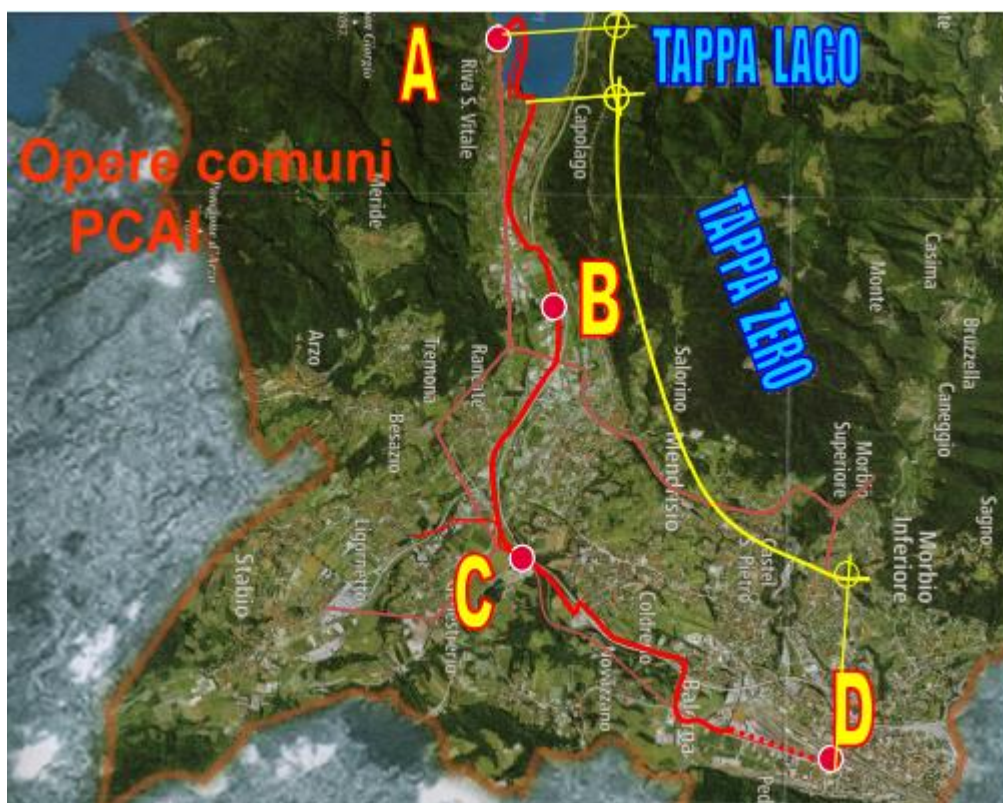 A
TAPPA LAGO
Riva S. Vitale
Capolago
Opere comuni
PCAI
Meride
TAPPA ZERO
B
Casima
Monte
Bruzzella
Arzo
Tremona
Rancate
Salorino
Caneggio
Besazio
Mendrisio
Morbio
Superiore
Sagno
Morbio
Inferiore
Stabio
Ligornetto
C
Castel
Pietro
Coldrerio
Novazzano
Balerna
D